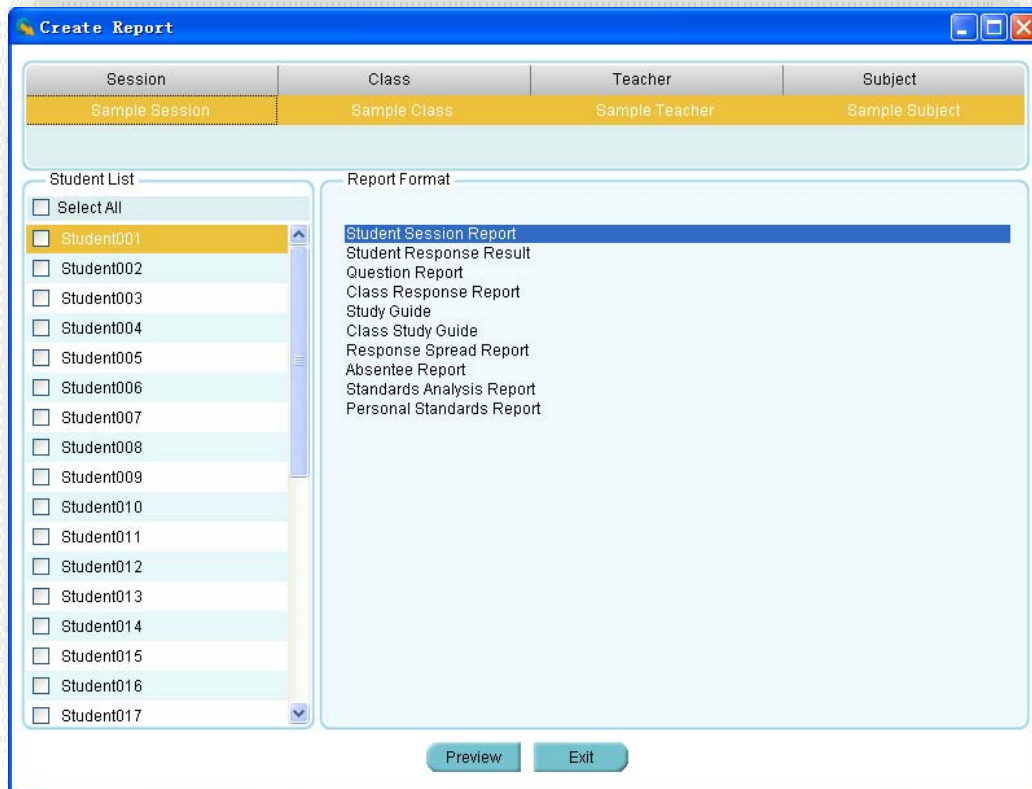 Create Report
Session Class Teacher Subject
Sample Session Sample Class Sample Teacher Sample Subject
Student List
Select All
Student001
Student002
Student003
Student004
Student005
Student006
Student007
Student008
Student009
Student010
Student011
Student012
Student013
Student014
Student015
Student016
Student017
Report Format
Student Session Report
Student Response Result
Question Report
Class Response Report
Study Guide
Class Study Guide
Response Spread Report
Absentee Report
Standards Analysis Report
Personal Standards Report
Preview Exit